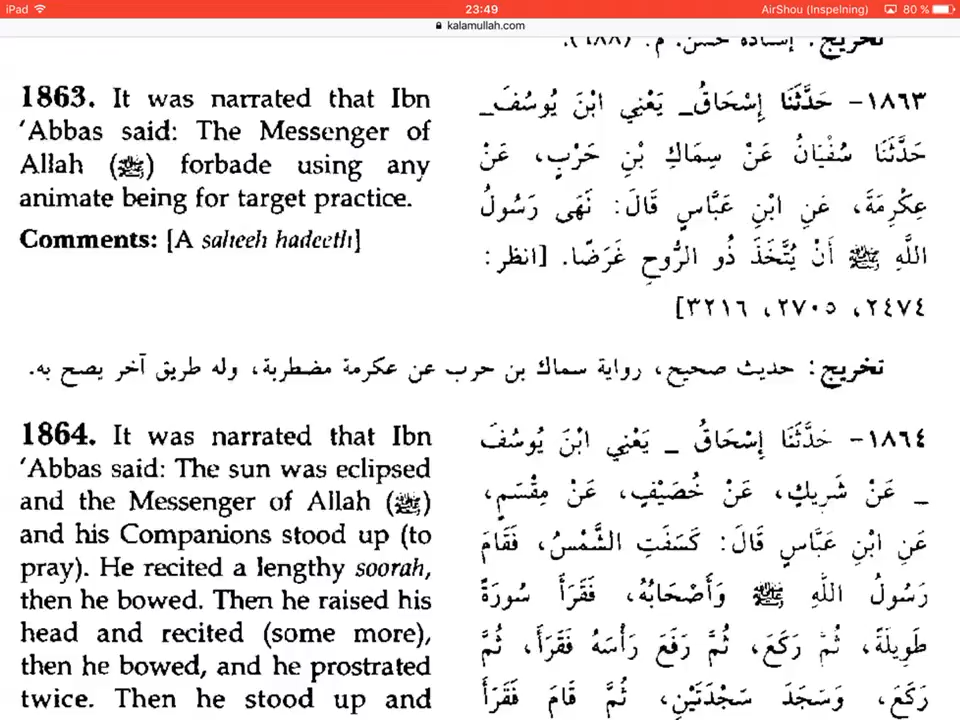 iPad 23:49 AirShou (Inspelning) 80 %
kalamullah.com
تخريج: إسناده حسن. م. (١٨٨).
1863. It was narrated that Ibn
‘Abbas said: The Messenger of
Allah (ﷺ) forbade using any
animate being for target practice.
Comments: [A saheeh hadeeth]
١٨٦٣- حَدَّثَنَا إِسْحَاقُ_ يَعْنِي ابْنَ يُوسُفَ_
حَدَّثَنَا سُفْيَانُ عَنْ سِمَاكِ بْنِ حَرْبٍ، عَنْ
عِكْرِمَةَ، عَنِ ابْنِ عَبَّاسٍ قَالَ: نَهَى رَسُولُ
اللَّهِ ﷺ أَنْ يُتَّخَذَ ذُو الرُّوحِ غَرَضًا. [انظر:
٢٤٧٤، ٢٧٠٥، ٣٢١٦]
تخريج: حديث صحيح، رواية سماك بن حرب عن عكرمة مضطربة، وله طريق آخر يصح به.
1864. It was narrated that Ibn
‘Abbas said: The sun was eclipsed
and the Messenger of Allah (ﷺ)
and his Companions stood up (to
pray). He recited a lengthy soorah,
then he bowed. Then he raised his
head and recited (some more),
then he bowed, and he prostrated
twice. Then he stood up and
١٨٦٤- حَدَّثَنَا إِسْحَاقُ _ يَعْنِي ابْنَ يُوسُفَ
_ عَنْ شَرِيكٍ، عَنْ خُصَيْفٍ، عَنْ مِقْسَمٍ،
عَنِ ابْنِ عَبَّاسٍ قَالَ: كَسَفَتِ الشَّمْسُ، فَقَامَ
رَسُولُ اللَّهِ ﷺ وَأَصْحَابُهُ، فَقَرَأَ سُورَةً
طَوِيلَةً، ثُمَّ رَكَعَ، ثُمَّ رَفَعَ رَأْسَهُ فَقَرَأَ، ثُمَّ
رَكَعَ، وَسَجَدَ سَجْدَتَيْنِ، ثُمَّ قَامَ فَقَرَأَ